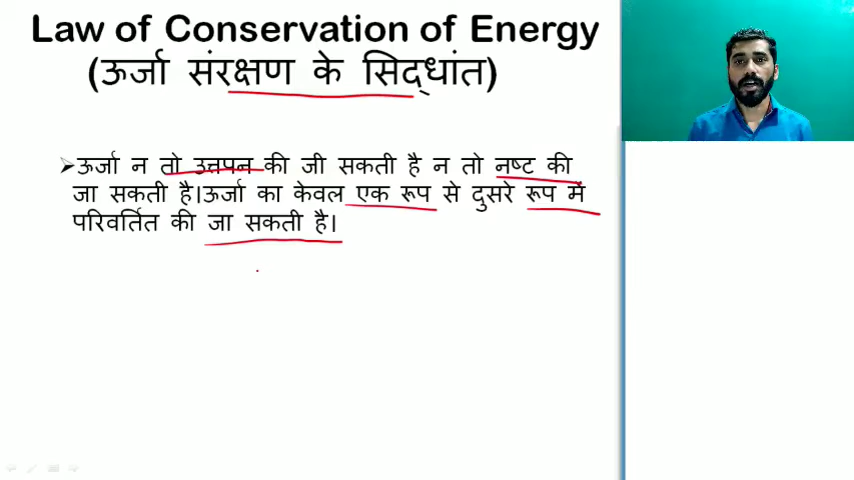 Law of Conservation of Energy
(ऊर्जा संरक्षण के सिद्धांत)
➢ऊर्जा न तो उत्तपन की जी सकती है न तो नष्ट की
जा सकती है।ऊर्जा का केवल एक रूप से दुसरे रूप में
परिवर्तित की जा सकती है।